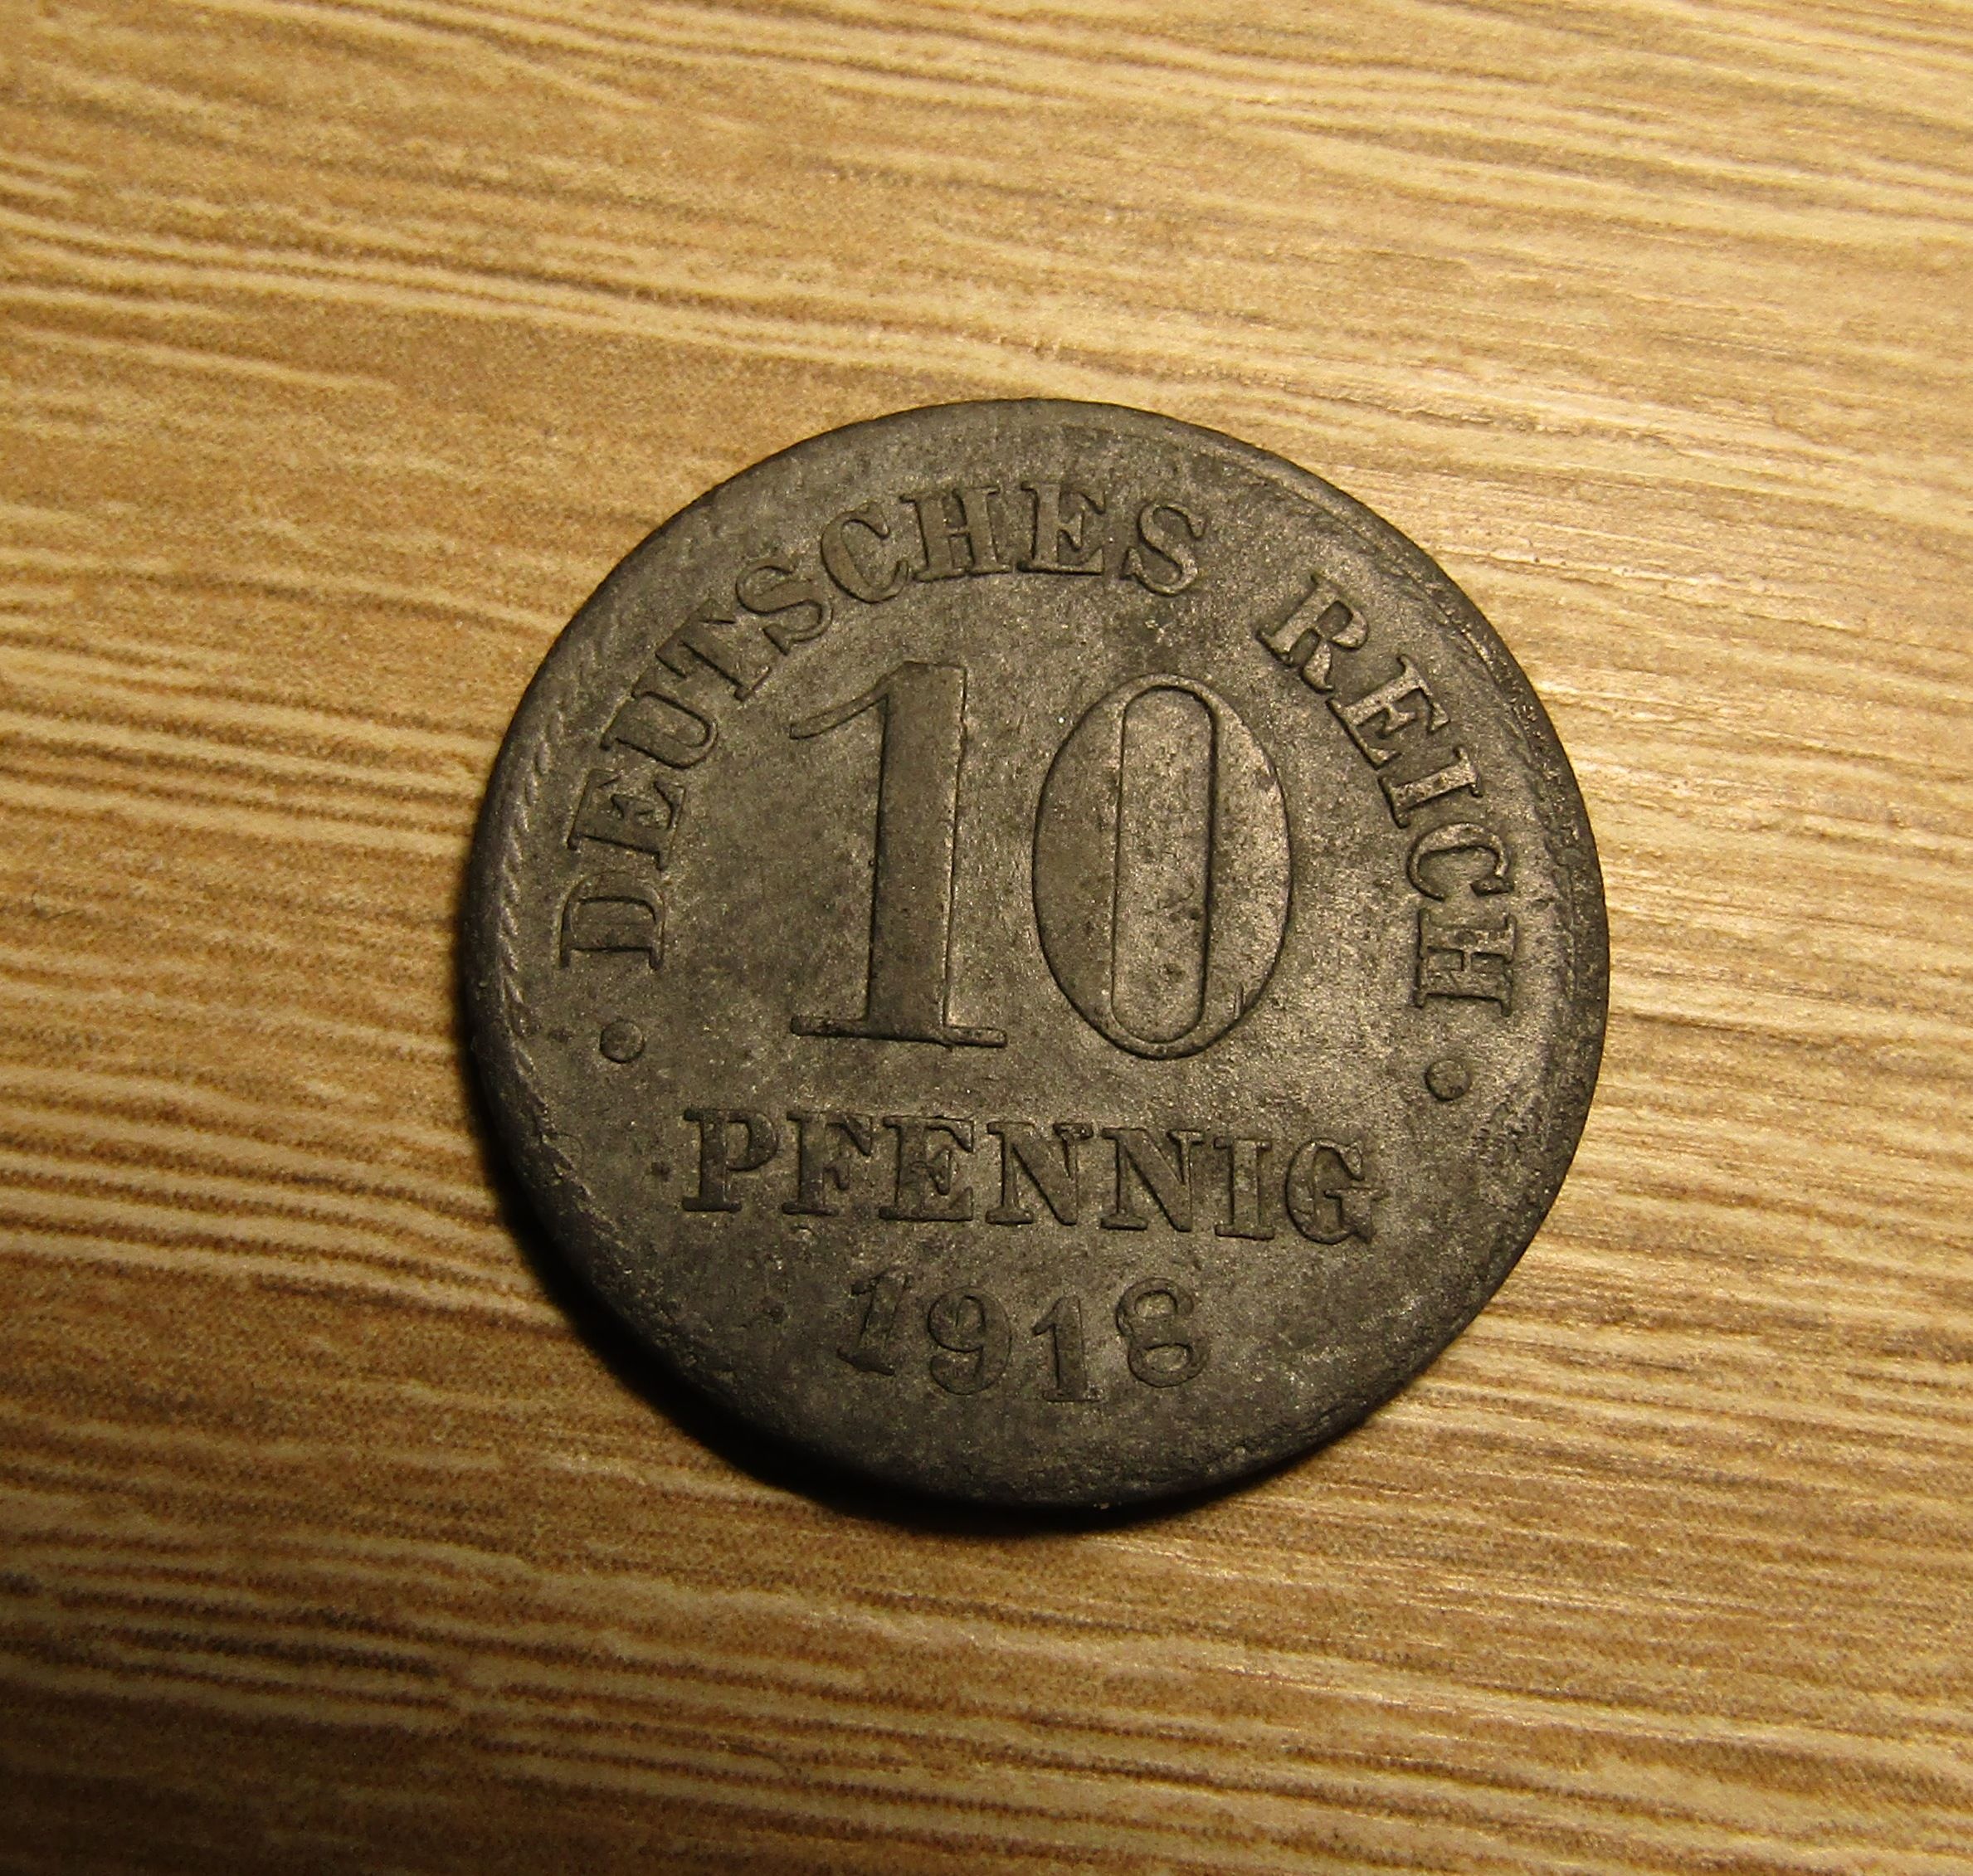 • DEUTSCHES REICH •
10
PFENNIG
1918